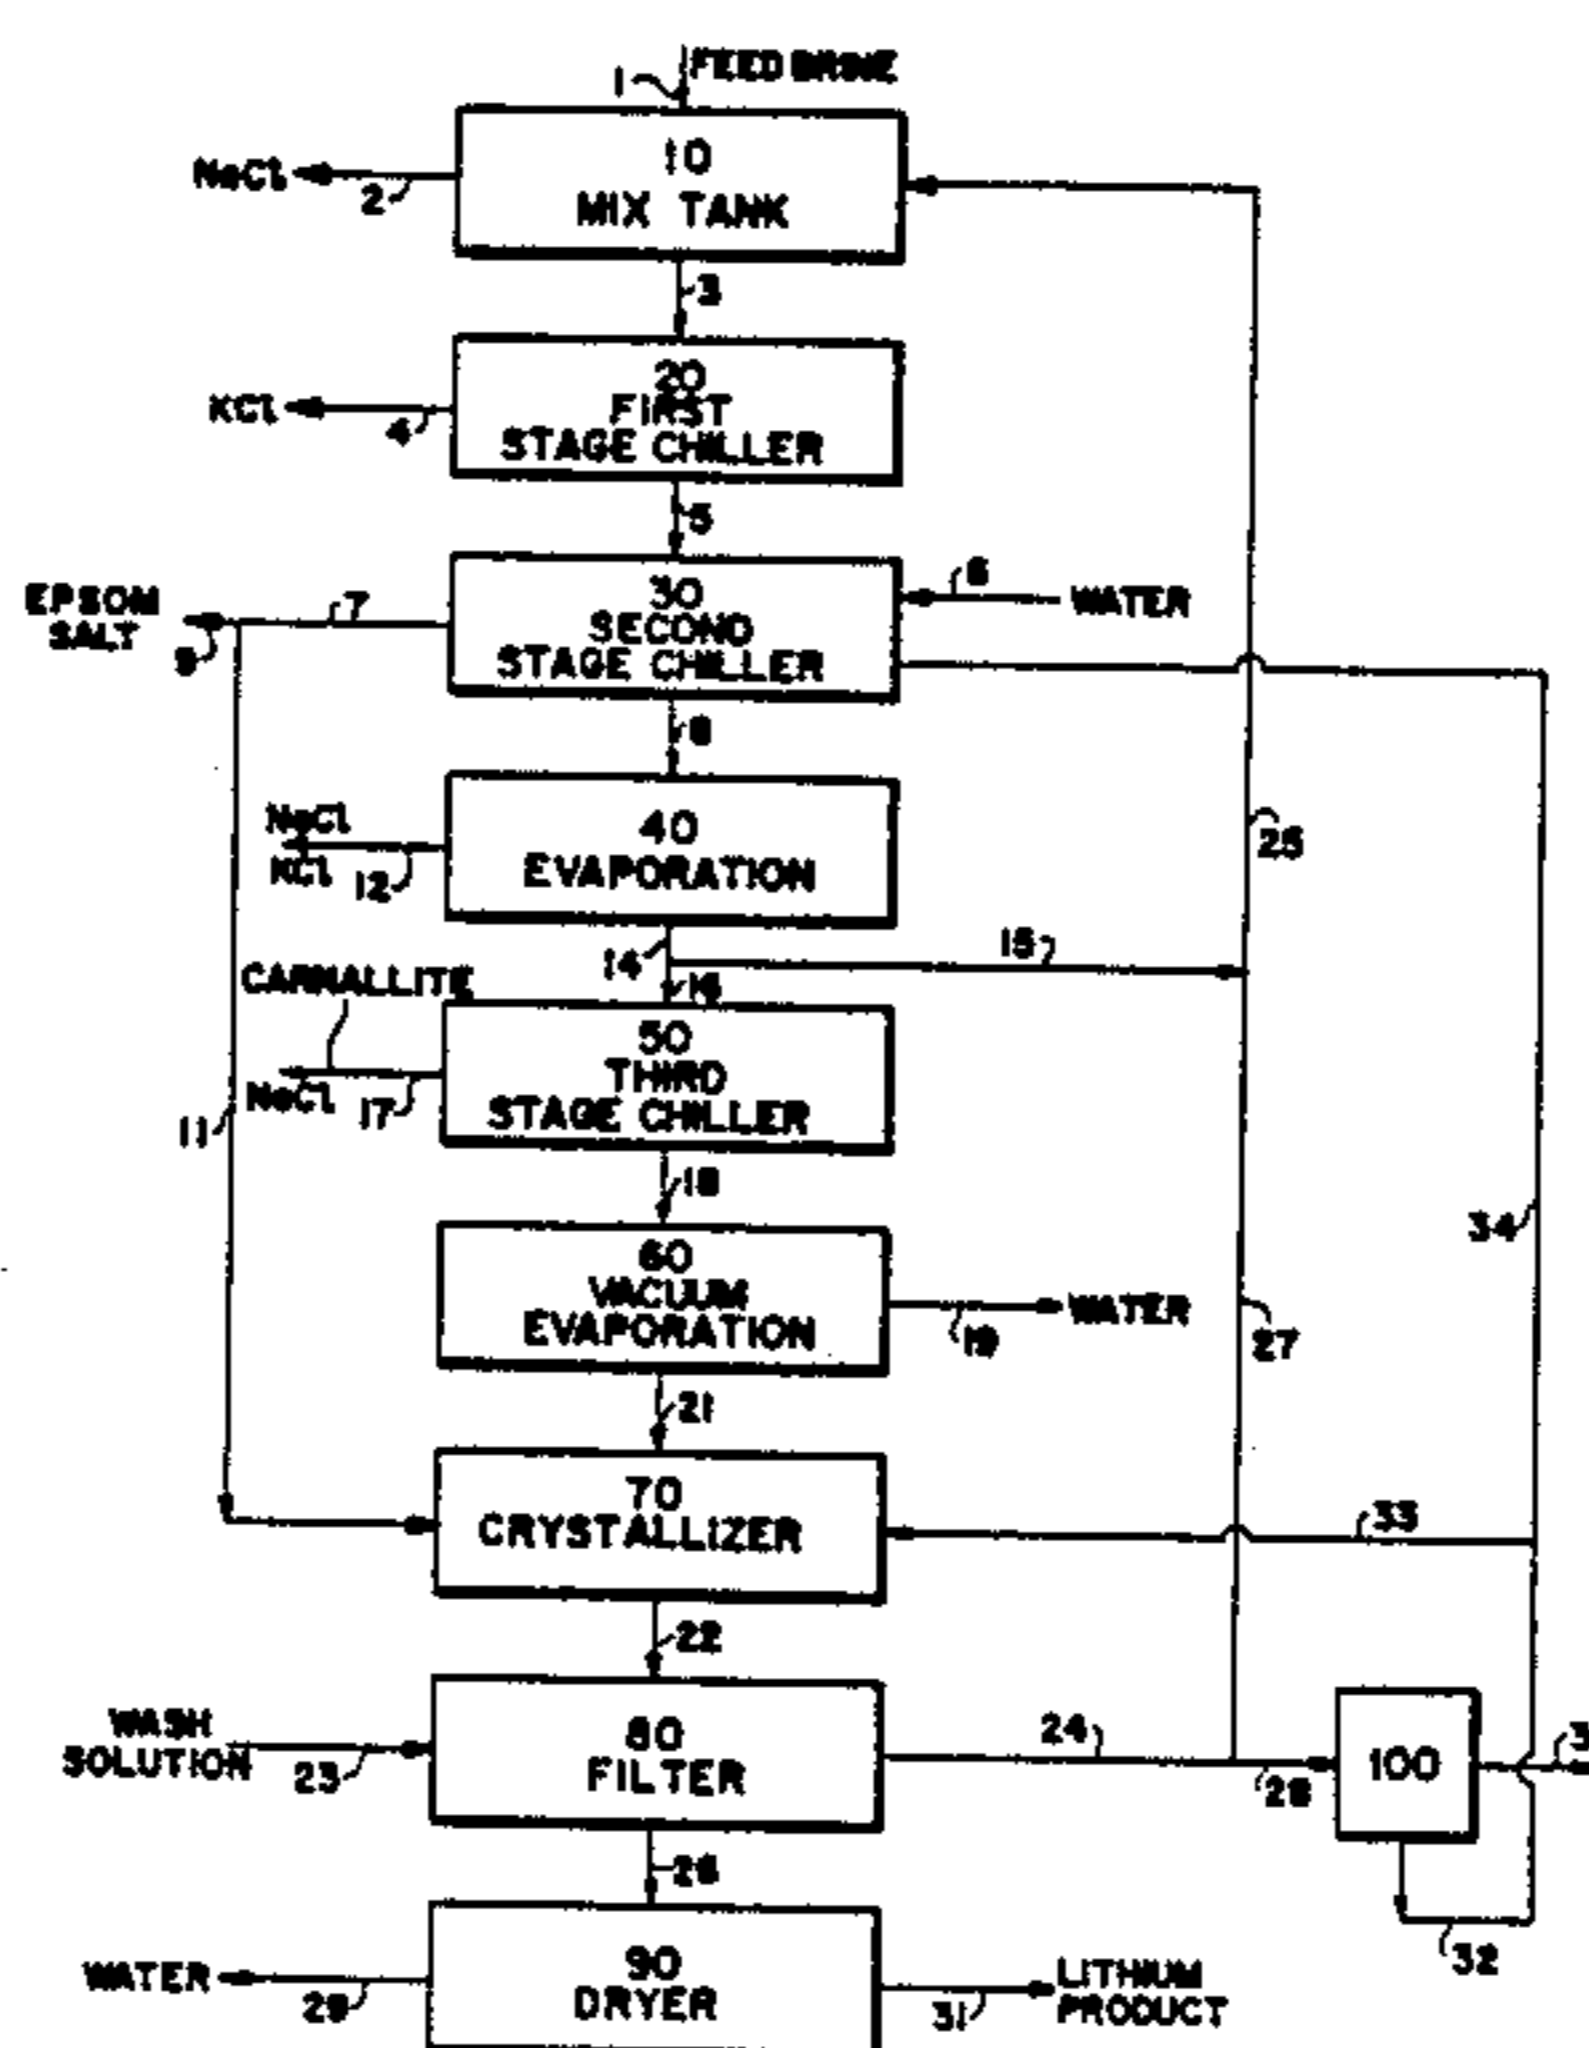 FEED BRINE
1
10
MIX TANK
NaCl
2
3
20
FIRST
STAGE CHILLER
KCl
4
5
30
SECOND
STAGE CHILLER
6
WATER
EPSOM
SALT
7
9
8
40
EVAPORATION
NaCl
KCl
12
25
14
15
16
CARNALLITE
50
THIRD
STAGE CHILLER
NaCl
17
11
18
34
60
VACUUM
EVAPORATION
WATER
19
27
21
70
CRYSTALLIZER
33
22
WASH
SOLUTION
23
80
FILTER
24
28
100
26
32
90
DRYER
WATER
29
31
LITHIUM
PRODUCT